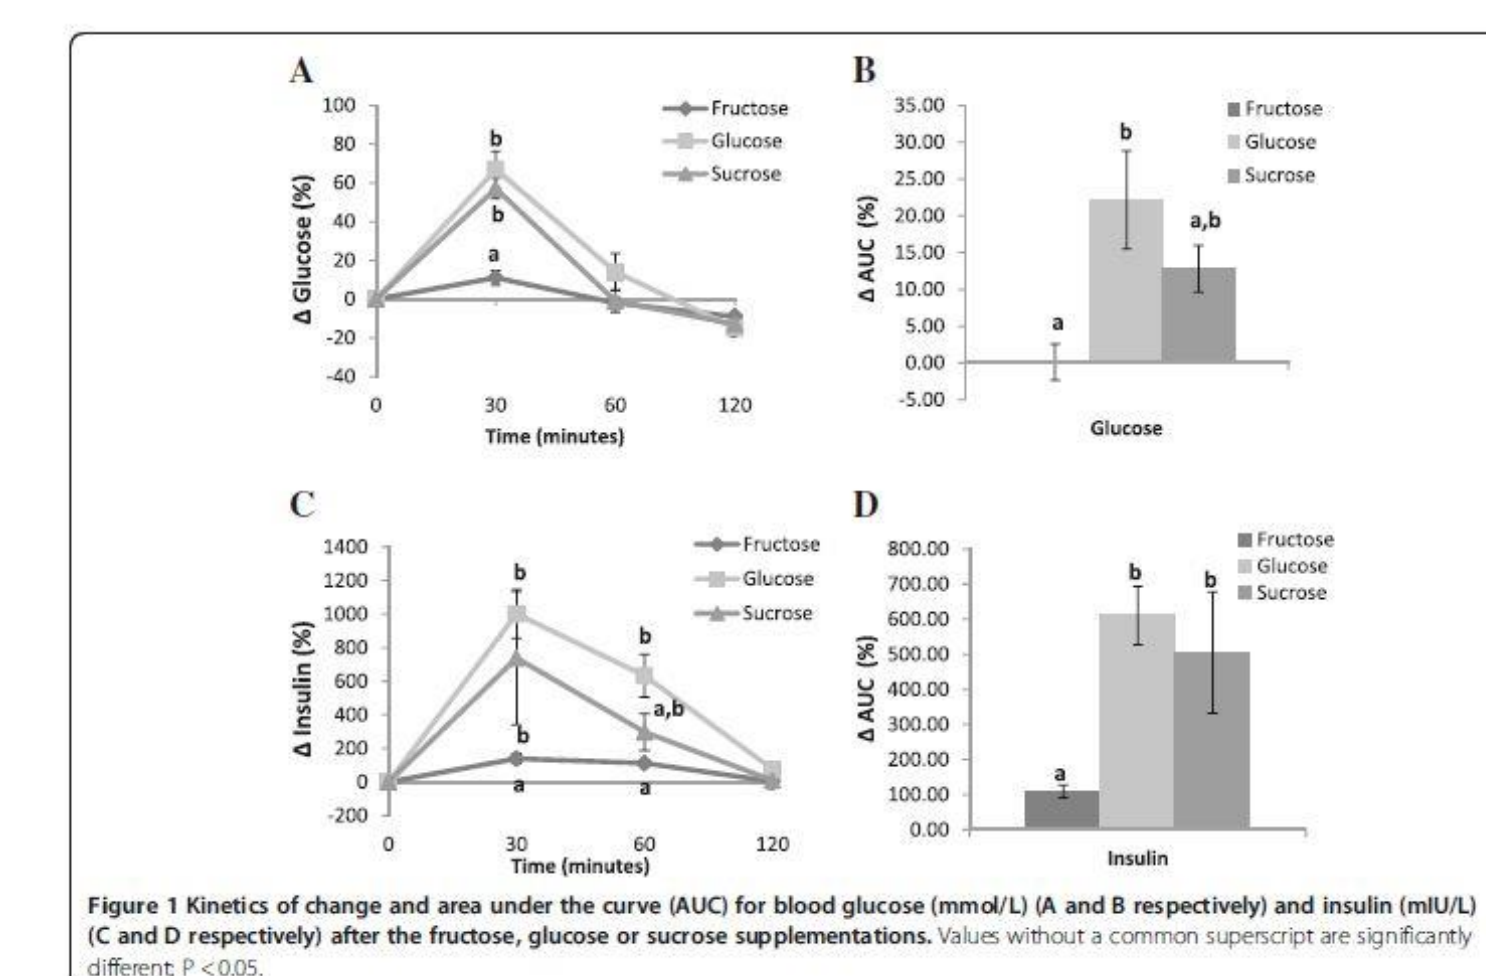 A
100
80
60
40
20
0
-20
-40
Δ Glucose (%)
Fructose
Glucose
Sucrose
b
b
a
0 30 60 120
Time (minutes)
B
35.00
30.00
25.00
20.00
15.00
10.00
5.00
0.00
-5.00
Δ AUC (%)
Fructose
Glucose
Sucrose
b
a,b
a
Glucose
C
1400
1200
1000
800
600
400
200
0
-200
Δ Insulin (%)
Fructose
Glucose
Sucrose
b
b
a,b
b
a a
0 30 60 120
Time (minutes)
D
800.00
700.00
600.00
500.00
400.00
300.00
200.00
100.00
0.00
Δ AUC (%)
Fructose
Glucose
Sucrose
b b
a
Insulin
Figure 1 Kinetics of change and area under the curve (AUC) for blood glucose (mmol/L) (A and B respectively) and insulin (mIU/L)
(C and D respectively) after the fructose, glucose or sucrose supplementations. Values without a common superscript are significantly
different; P <0.05.